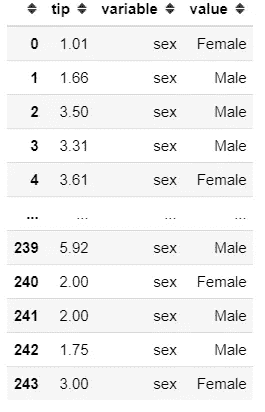 tip variable value
0 1.01 sex Female
1 1.66 sex Male
2 3.50 sex Male
3 3.31 sex Male
4 3.61 sex Female
... ... ... ...
239 5.92 sex Male
240 2.00 sex Female
241 2.00 sex Male
242 1.75 sex Male
243 3.00 sex Female